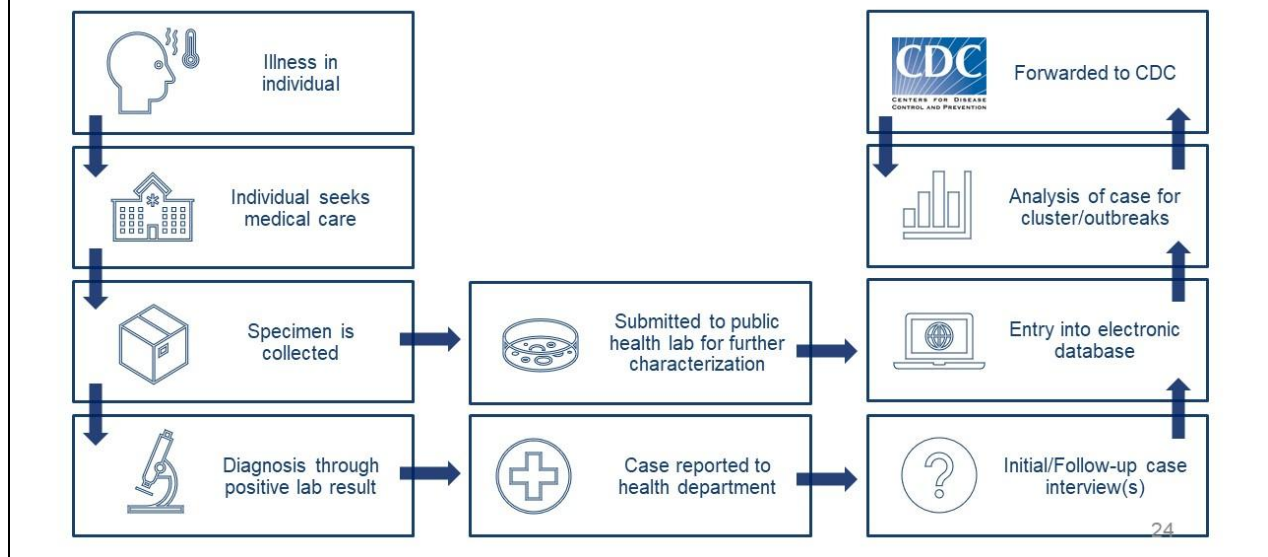 Illness in
individual
Individual seeks
medical care
Specimen is
collected
Diagnosis through
positive lab result
Submitted to public
health lab for further
characterization
Case reported to
health department
CDC
CENTERS FOR DISEASE
CONTROL AND PREVENTION
Forwarded to CDC
Analysis of case for
cluster/outbreaks
Entry into electronic
database
Initial/Follow-up case
interview(s)
24